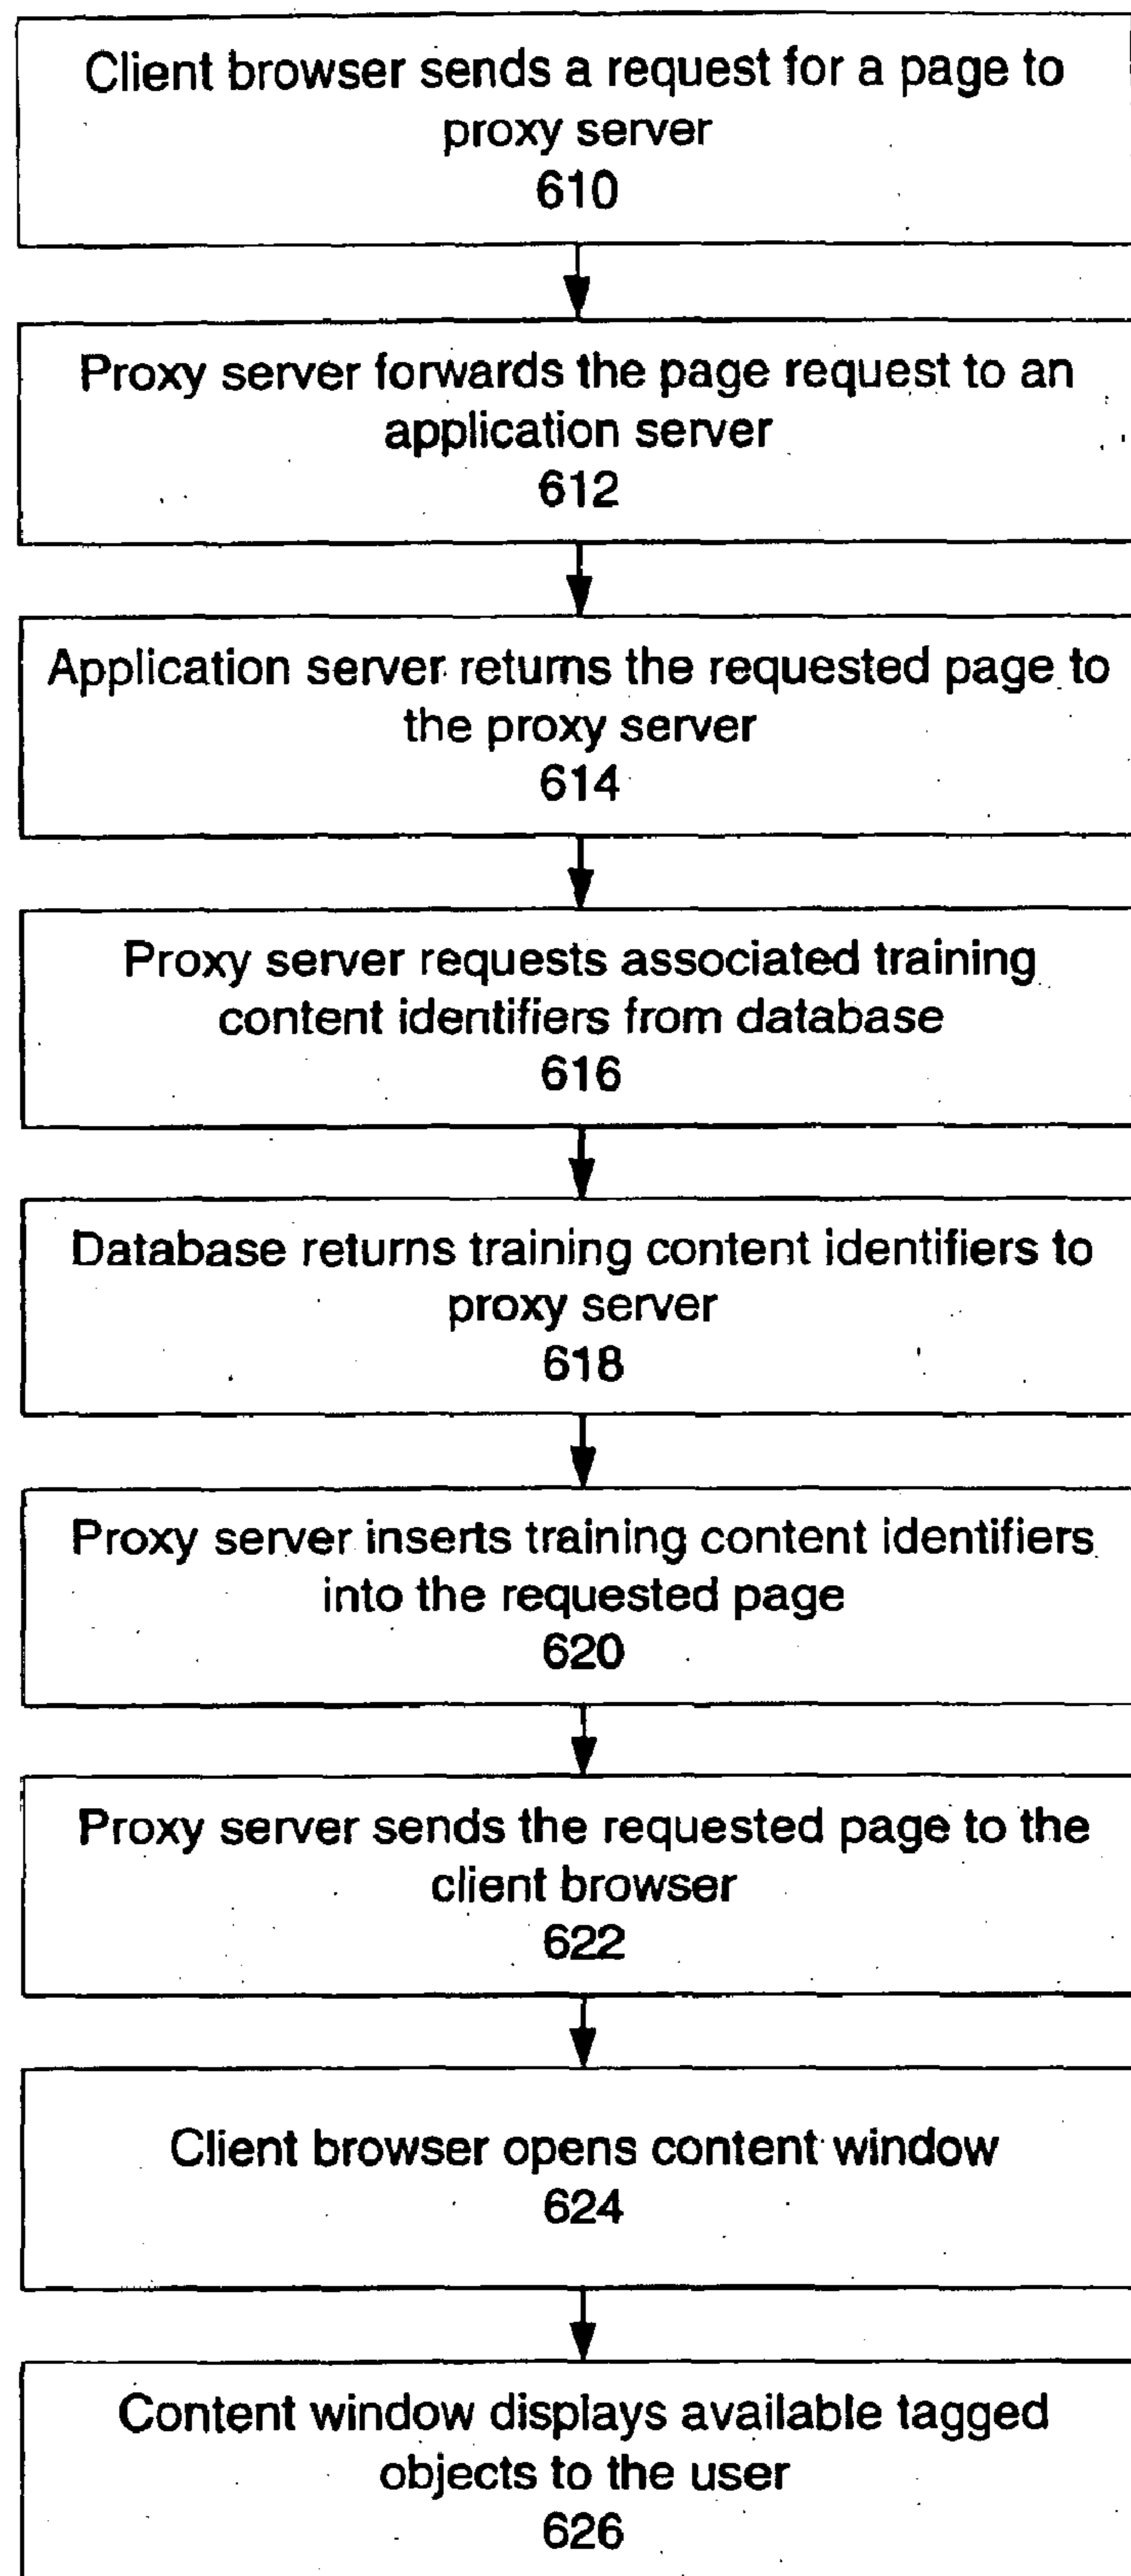 Client browser sends a request for a page to
proxy server
610
Proxy server forwards the page request to an
application server
612
Application server returns the requested page to
the proxy server
614
Proxy server requests associated training
content identifiers from database
616
Database returns training content identifiers to
proxy server
618
Proxy server inserts training content identifiers
into the requested page
620
Proxy server sends the requested page to the
client browser
622
Client browser opens content window
624
Content window displays available tagged
objects to the user
626